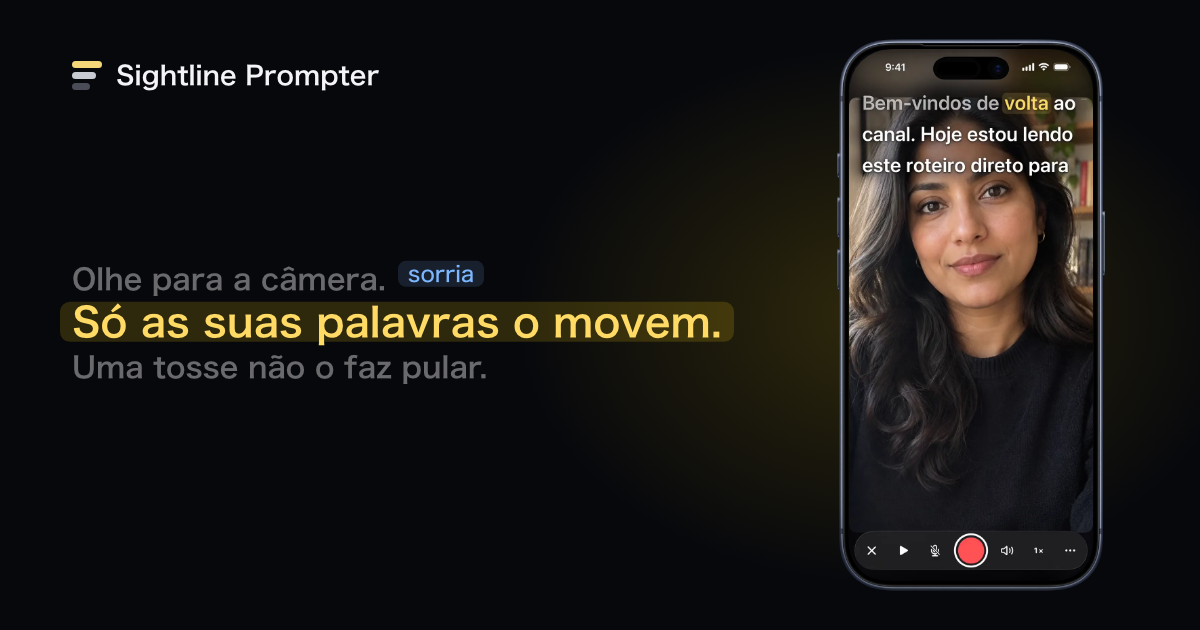 Sightline Prompter
Olhe para a câmera. sorria
Só as suas palavras o movem.
Uma tosse não o faz pular.
9:41
Bem-vindos de volta ao
canal. Hoje estou lendo
este roteiro direto para
1×